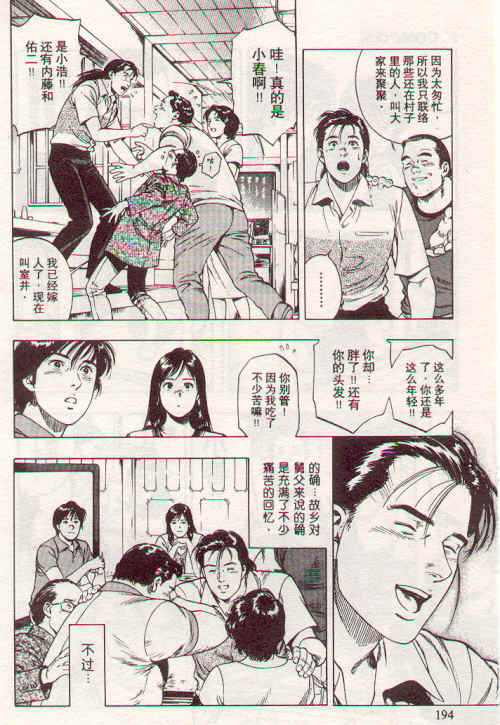 因为太匆忙.
所以我只联络
那些还在村子
里的人,叫大
家来聚聚.
………
哇!真的是
小春啊!!
是小浩!!
还有内藤和
佑二!!
我已经嫁
人了.现在
叫室井.
这么多年
了,你还是
这么年轻!!
你却…
胖了!!还有
你的头发!!
你别普!
因为我吃了
不少苦嘛!!
的确…故乡对
舅父来说的确
是充满了不少
痛苦的回忆.
不过…
194